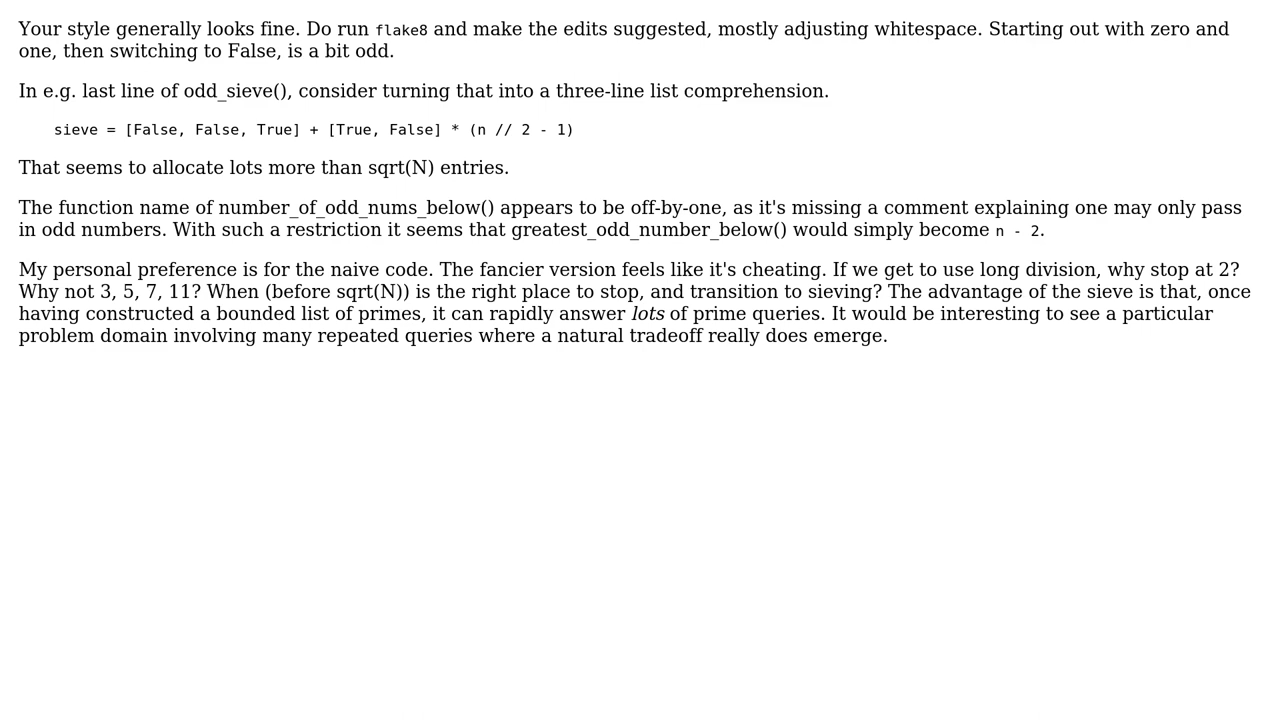 Your style generally looks fine. Do run flake8 and make the edits suggested, mostly adjusting whitespace. Starting out with zero and
one, then switching to False, is a bit odd.
In e.g. last line of odd_sieve(), consider turning that into a three-line list comprehension.
sieve = [False, False, True] + [True, False] * (n // 2 - 1)
That seems to allocate lots more than sqrt(N) entries.
The function name of number_of_odd_nums_below() appears to be off-by-one, as it's missing a comment explaining one may only pass
in odd numbers. With such a restriction it seems that greatest_odd_number_below() would simply become n - 2.
My personal preference is for the naive code. The fancier version feels like it's cheating. If we get to use long division, why stop at 2?
Why not 3, 5, 7, 11? When (before sqrt(N)) is the right place to stop, and transition to sieving? The advantage of the sieve is that, once
having constructed a bounded list of primes, it can rapidly answer lots of prime queries. It would be interesting to see a particular
problem domain involving many repeated queries where a natural tradeoff really does emerge.